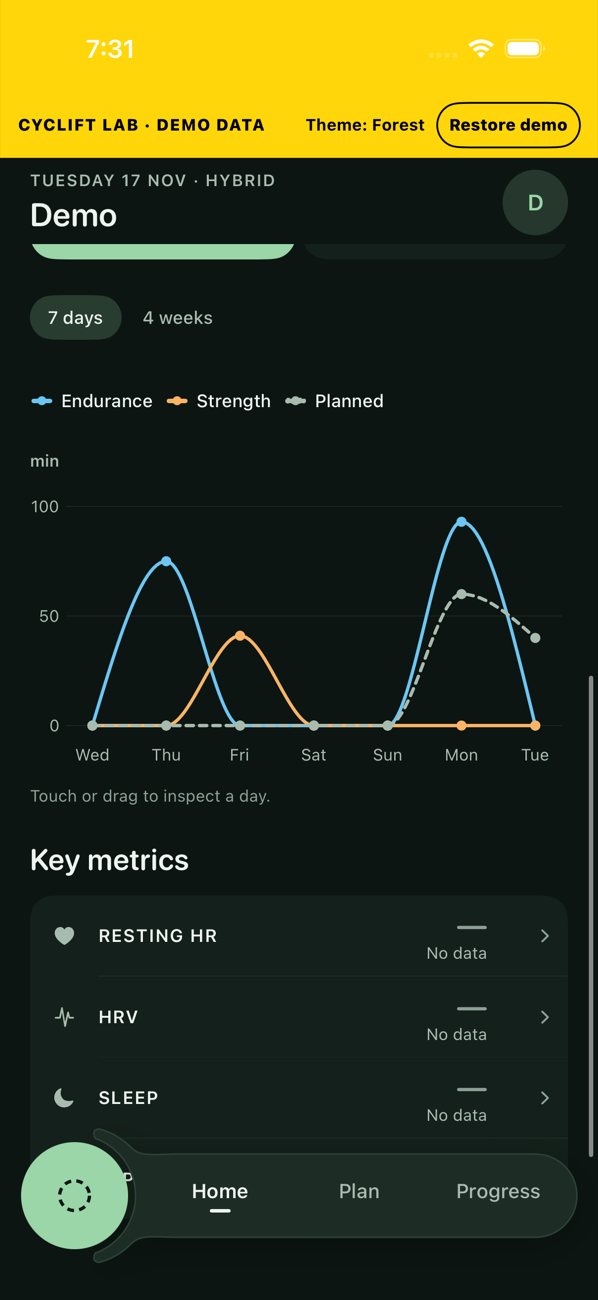 7:31
CYCLIFT LAB · DEMO DATA
Theme: Forest
Restore demo
TUESDAY 17 NOV · HYBRID
Demo
D
7 days
4 weeks
Endurance
Strength
Planned
min
100
50
0
Wed Thu Fri Sat Sun Mon Tue
Touch or drag to inspect a day.
Key metrics
RESTING HR
No data
HRV
No data
SLEEP
No data
Home
Plan
Progress